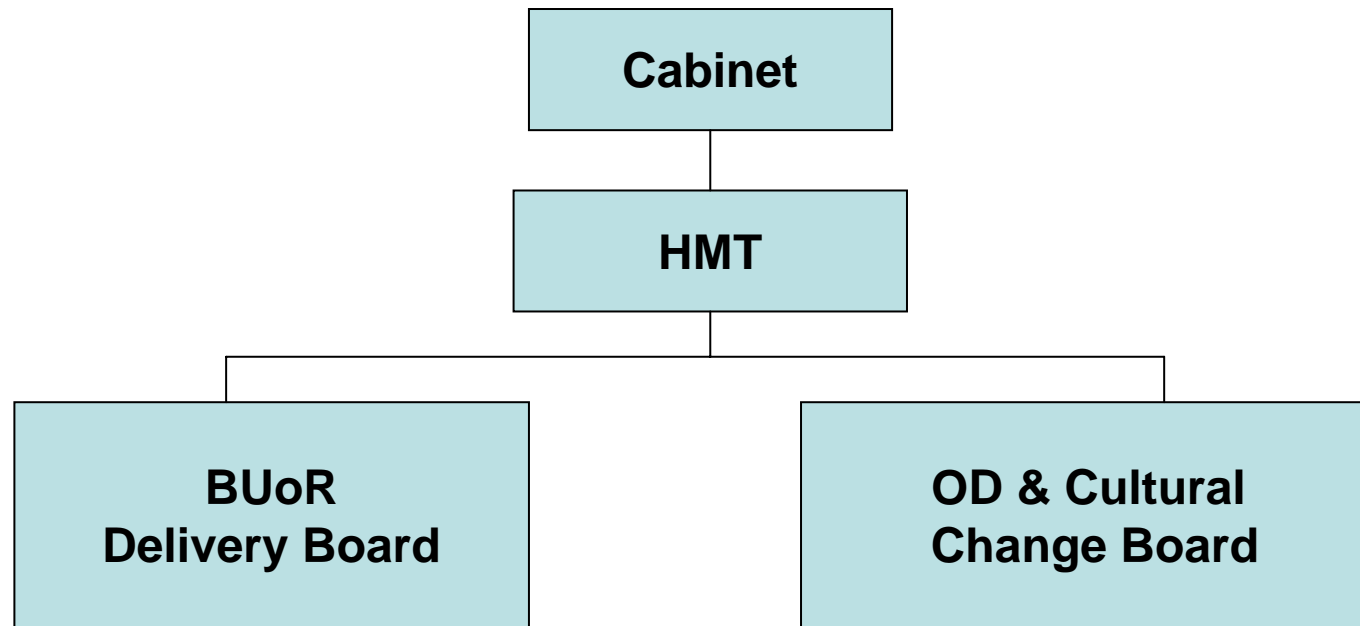 Cabinet
HMT
BUoR
Delivery Board
OD & Cultural
Change Board